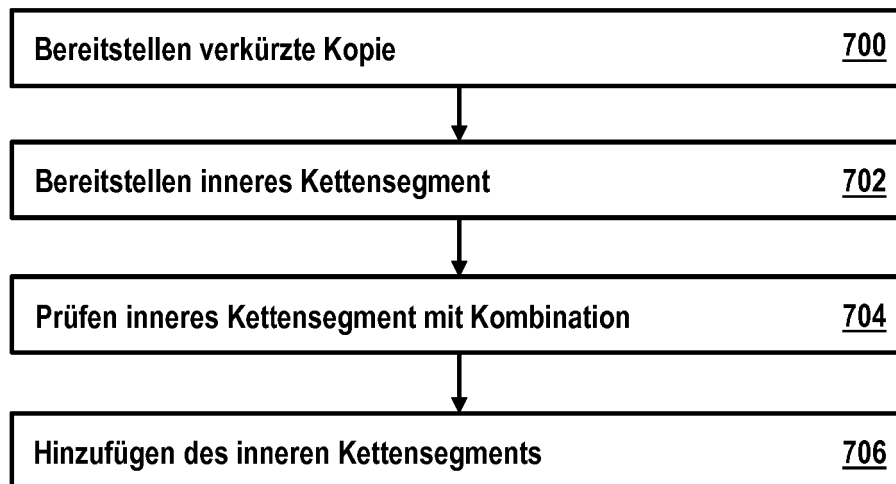 Bereitstellen verkürzte Kopie 700
Bereitstellen inneres Kettensegment 702
Prüfen inneres Kettensegment mit Kombination 704
Hinzufügen des inneren Kettensegments 706